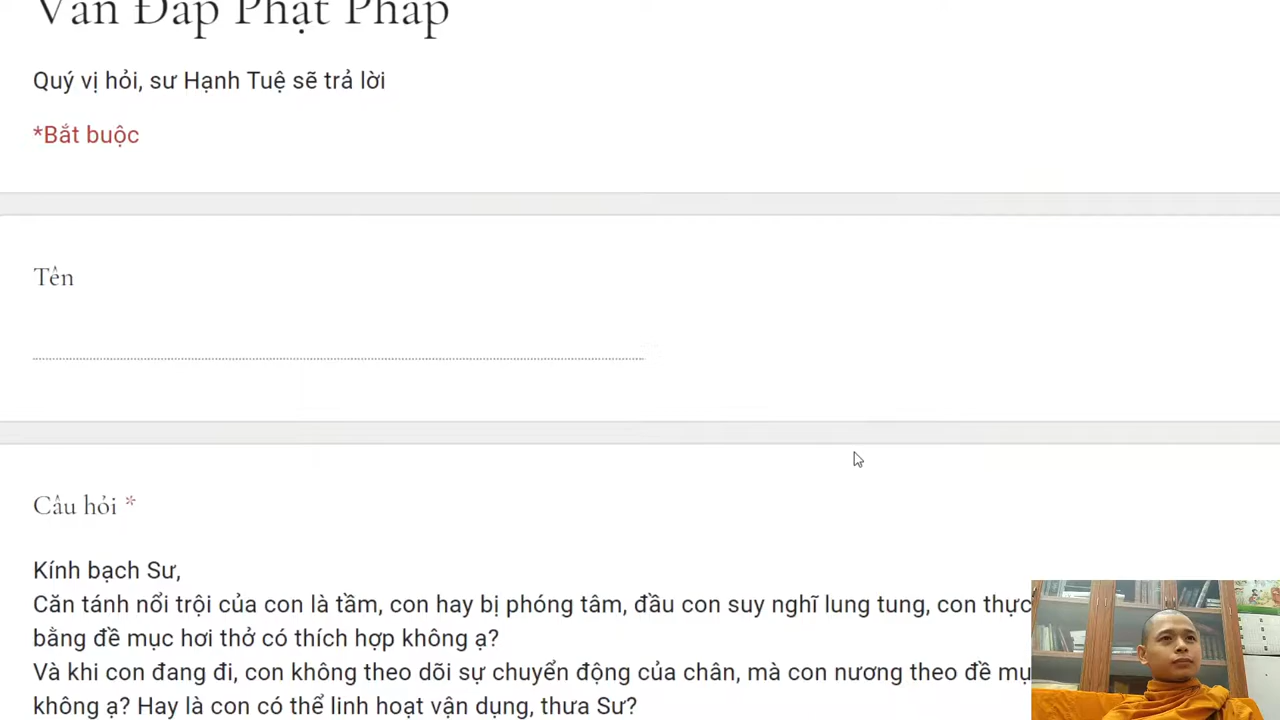 Vấn Đáp Phật Pháp
Quý vị hỏi, sư Hạnh Tuệ sẽ trả lời
*Bắt buộc
Tên
Câu hỏi *
Kính bạch Sư,
Căn tánh nổi trội của con là tầm, con hay bị phóng tâm, đầu con suy nghĩ lung tung, con thực
bằng đề mục hơi thở có thích hợp không ạ?
Và khi con đang đi, con không theo dõi sự chuyển động của chân, mà con nương theo đề mụ
không ạ? Hay là con có thể linh hoạt vận dụng, thưa Sư?